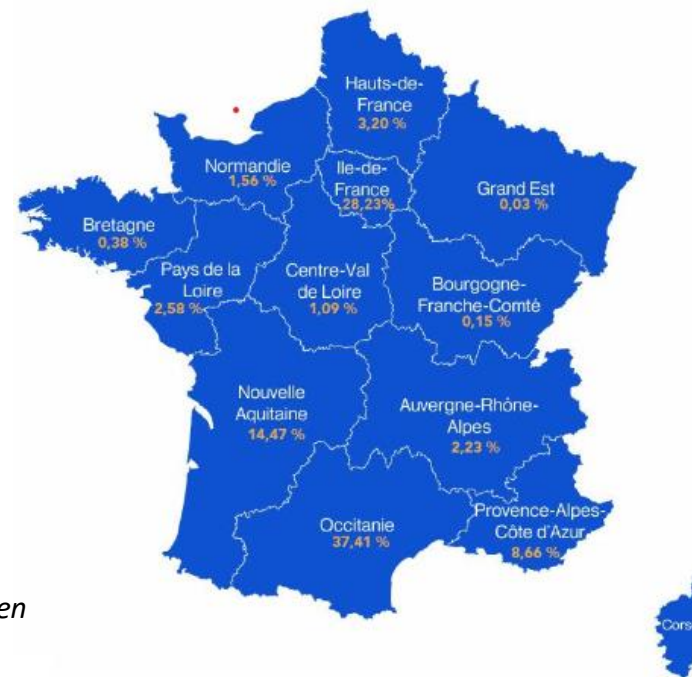 Hauts-de-
France
3,20 %
Normandie
1,56 %
Ile-de-
France
28,23%
Grand Est
0,03 %
Bretagne
0,38 %
Pays de la
Loire
2,58 %
Centre-Val
de Loire
1,09 %
Bourgogne-
Franche-Comté
0,15 %
Nouvelle
Aquitaine
14,47 %
Auvergne-Rhône-
Alpes
2,23 %
Occitanie
37,41 %
Provence-Alpes-
Côte d'Azur
8,66 %
en
Cors